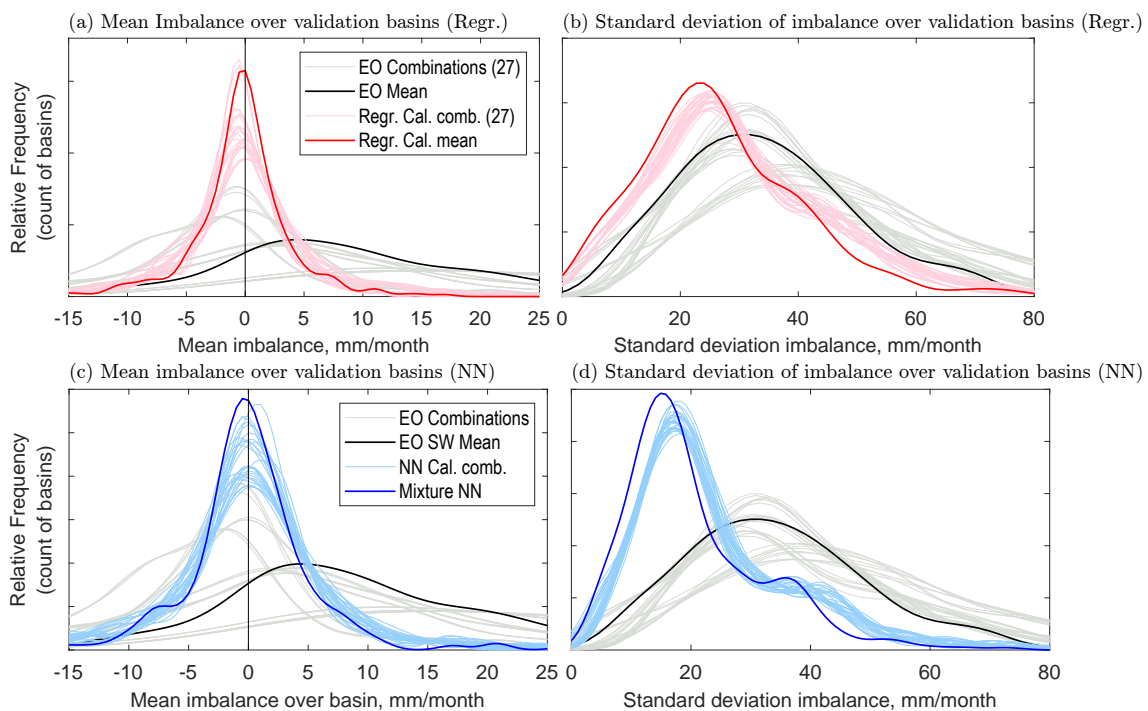 (a) Mean Imbalance over validation basins (Regr.)
(b) Standard deviation of imbalance over validation basins (Regr.)
Relative Frequency
(count of basins)
EO Combinations (27)
EO Mean
Regr. Cal. comb. (27)
Regr. Cal. mean
-15 -10 -5 0 5 10 15 20 25
0 20 40 60 80
Mean imbalance, mm/month
Standard deviation imbalance, mm/month
(c) Mean imbalance over validation basins (NN)
(d) Standard deviation of imbalance over validation basins (NN)
Relative Frequency
(count of basins)
EO Combinations
EO SW Mean
NN Cal. comb.
Mixture NN
-15 -10 -5 0 5 10 15 20 25
0 20 40 60 80
Mean imbalance over basin, mm/month
Standard deviation imbalance, mm/month